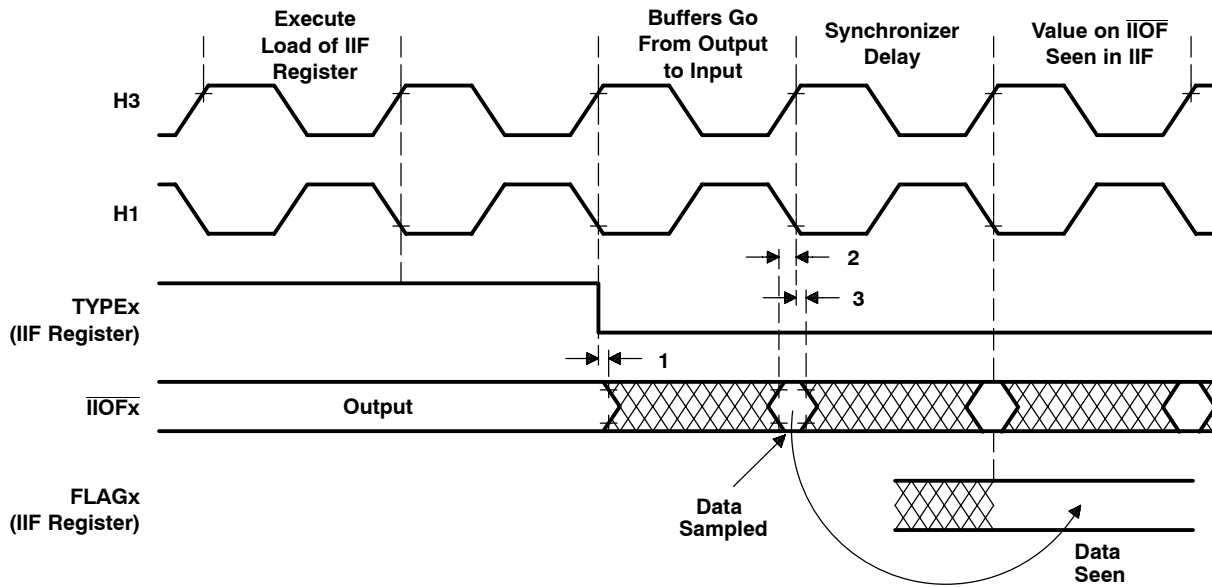 Execute
Load of IIF
Register
Buffers Go
From Output
to Input
Synchronizer
Delay
Value on IIOF
Seen in IIF
H3
H1
2
3
TYPEx
(IIF Register)
1
IIOFx
Output
FLAGx
(IIF Register)
Data
Sampled
Data
Seen